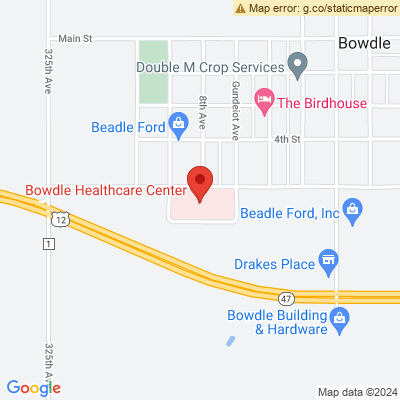 Map error: g.co/staticmaperror
Main St
Bowdle
325th Ave
Double M Crop Services
8th Ave
Gundelot Ave
The Birdhouse
Beadle Ford
4th St
Bowdle Healthcare Center
12
Beadle Ford, Inc
1
Drakes Place
47
Bowdle Building
& Hardware
325th Ave
Google
Map data ©2024